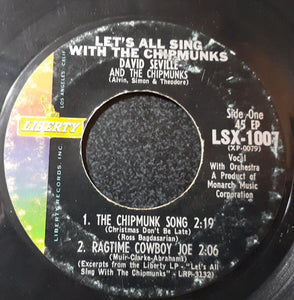 LET'S ALL SING
WITH THE CHIPMUNKS
DAVID SEVILLE
AND THE CHIPMUNKS
(Alvin, Simon & Theodore)
LOS ANGELES CALIF.
LIBERTY
LIBERTY RECORDS INC.
Side One
45 EP
LSX-1007
(XP-0079)
Vocal
With Orchestra
A Product of
Monarch Music
Corporation
1. THE CHIPMUNK SONG 2:19
(Christmas Don't Be Late)
(Ross Bagdasarian)
2. RAGTIME COWBOY JOE 2:06
(Muir-Clarke-Abraham)
(Excerpts from the Liberty LP - "Let's All
Sing With The Chipmunks" - LRP-3132)